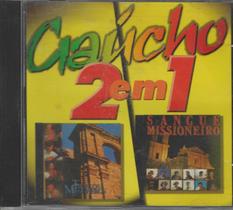 Gaúcho
2 em 1
SANGUE
MISSIONEIRO